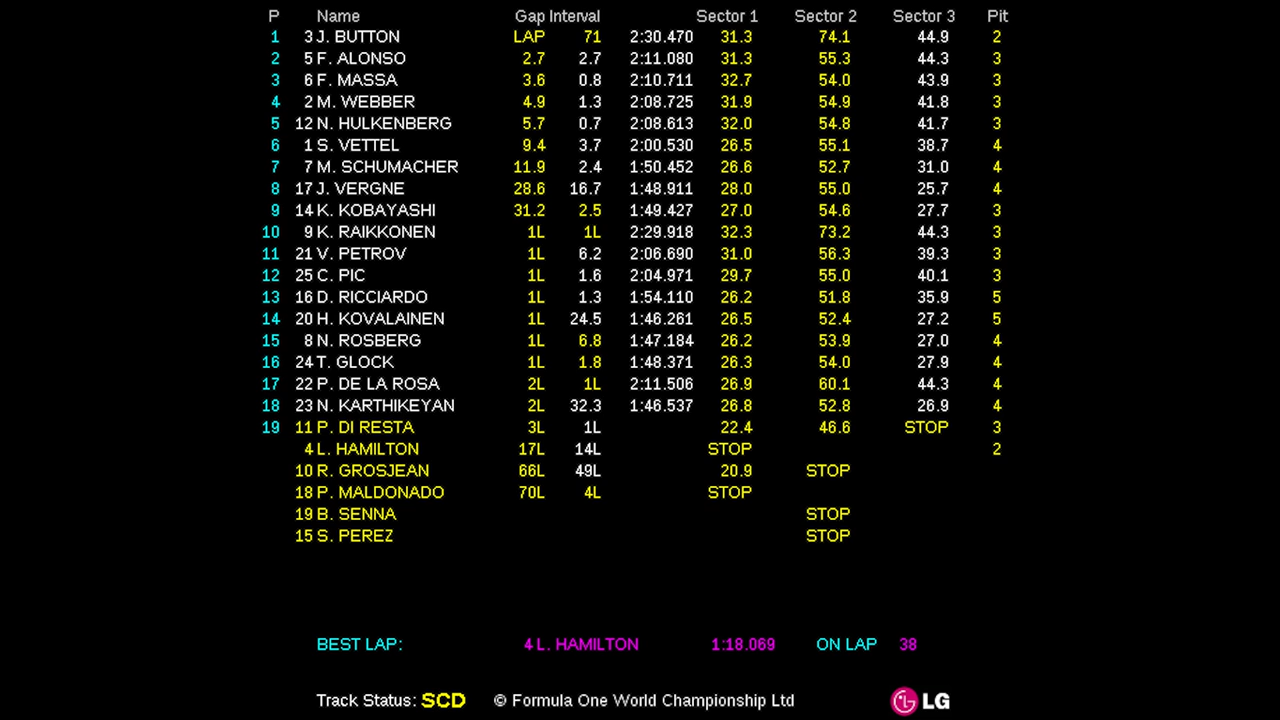 P Name Gap Interval Sector 1 Sector 2 Sector 3 Pit
1 3 J. BUTTON LAP 71 2:30.470 31.3 74.1 44.9 2
2 5 F. ALONSO 2.7 2.7 2:11.080 31.3 55.3 44.3 3
3 6 F. MASSA 3.6 0.8 2:10.711 32.7 54.0 43.9 3
4 2 M. WEBBER 4.9 1.3 2:08.725 31.9 54.9 41.8 3
5 12 N. HULKENBERG 5.7 0.7 2:08.613 32.0 54.8 41.7 3
6 1 S. VETTEL 9.4 3.7 2:00.530 26.5 55.1 38.7 4
7 7 M. SCHUMACHER 11.9 2.4 1:50.452 26.6 52.7 31.0 4
8 17 J. VERGNE 28.6 16.7 1:48.911 28.0 55.0 25.7 4
9 14 K. KOBAYASHI 31.2 2.5 1:49.427 27.0 54.6 27.7 3
10 9 K. RAIKKONEN 1L 1L 2:29.918 32.3 73.2 44.3 3
11 21 V. PETROV 1L 6.2 2:06.690 31.0 56.3 39.3 3
12 25 C. PIC 1L 1.6 2:04.971 29.7 55.0 40.1 3
13 16 D. RICCIARDO 1L 1.3 1:54.110 26.2 51.8 35.9 5
14 20 H. KOVALAINEN 1L 24.5 1:46.261 26.5 52.4 27.2 5
15 8 N. ROSBERG 1L 6.8 1:47.184 26.2 53.9 27.0 4
16 24 T. GLOCK 1L 1.8 1:48.371 26.3 54.0 27.9 4
17 22 P. DE LA ROSA 2L 1L 2:11.506 26.9 60.1 44.3 4
18 23 N. KARTHIKEYAN 2L 32.3 1:46.537 26.8 52.8 26.9 4
19 11 P. DI RESTA 3L 1L 22.4 46.6 STOP 3
4 L. HAMILTON 17L 14L STOP 2
10 R. GROSJEAN 66L 49L 20.9 STOP
18 P. MALDONADO 70L 4L STOP
19 B. SENNA STOP
15 S. PEREZ STOP
BEST LAP: 4 L. HAMILTON 1:18.069 ON LAP 38
Track Status: SCD © Formula One World Championship Ltd LG